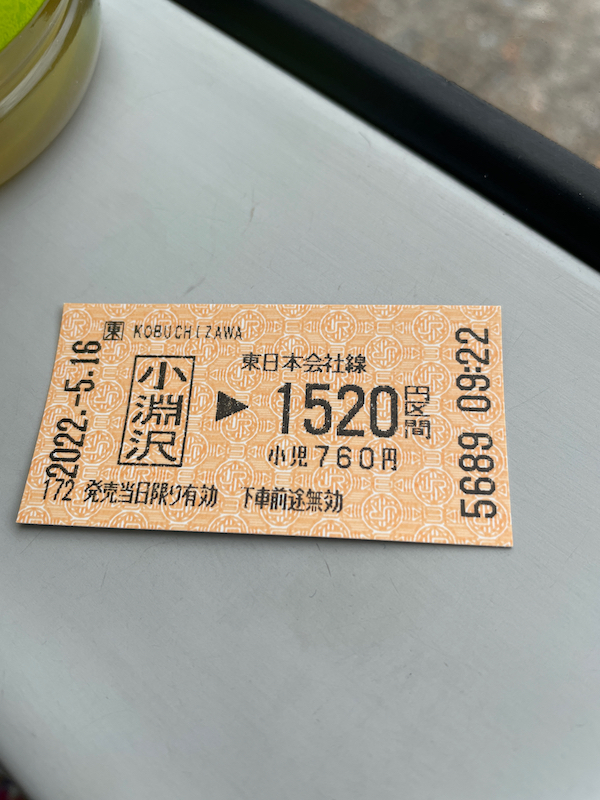 東 KOBUCHIZAWA
2022.-5.16
小淵沢
東日本会社線
▶ 1520円区間
小児760円
172 発売当日限り有効 下車前途無効
5689 09:22